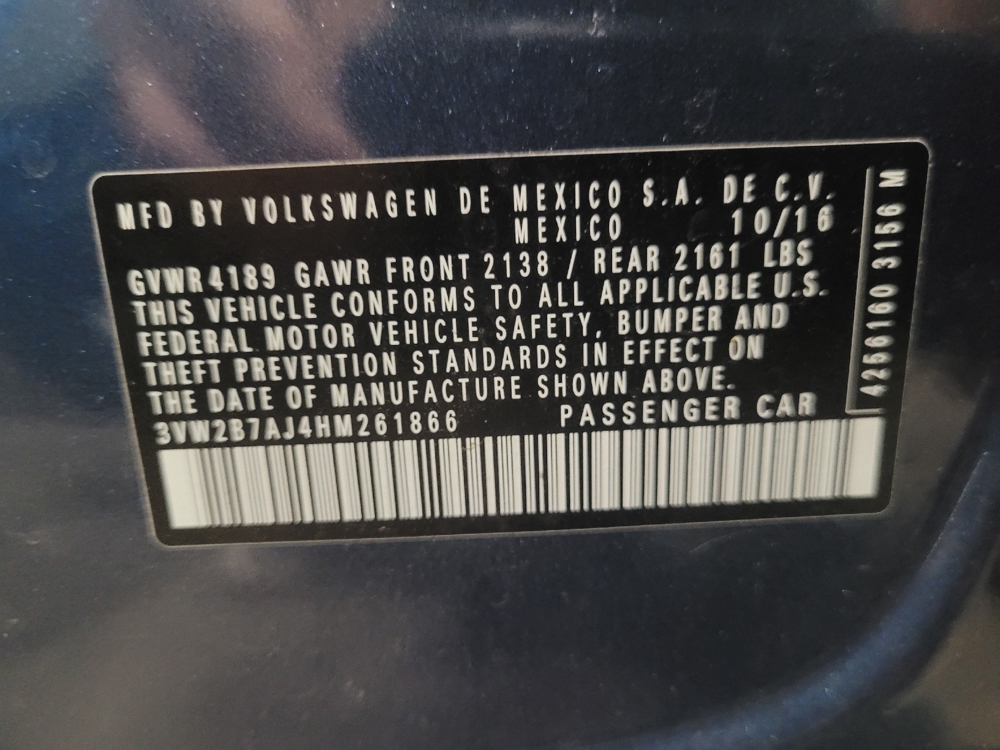 MFD BY VOLKSWAGEN DE MEXICO S.A. DE C.V.
MEXICO 10/16
GVWR4189 GAWR FRONT 2138 / REAR 2161 LBS
THIS VEHICLE CONFORMS TO ALL APPLICABLE U.S.
FEDERAL MOTOR VEHICLE SAFETY, BUMPER AND
THEFT PREVENTION STANDARDS IN EFFECT ON
THE DATE OF MANUFACTURE SHOWN ABOVE.
3VW2B7AJ4HM261866 PASSENGER CAR
4256160 3156 M